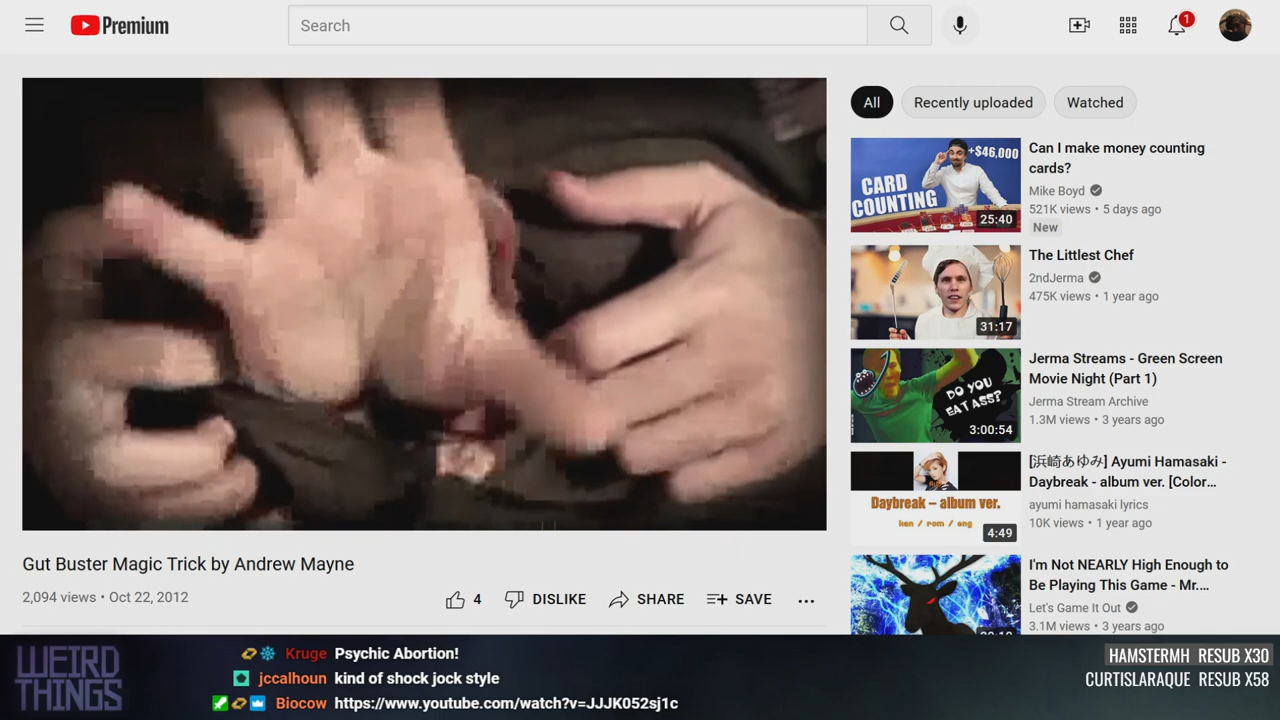 Premium
Search
1
All
Recently uploaded
Watched
+$46,000
CARD
COUNTING
25:40
Can I make money counting
cards?
Mike Boyd
521K views • 5 days ago
New
31:17
The Littlest Chef
2ndJerma
475K views • 1 year ago
DO YOU
EAT ASS?
3:00:54
Jerma Streams - Green Screen
Movie Night (Part 1)
Jerma Stream Archive
1.3M views • 3 years ago
Daybreak – album ver.
han / rom / eng
4:49
[浜崎あゆみ] Ayumi Hamasaki -
Daybreak - album ver. [Color...
ayumi hamasaki lyrics
10K views • 1 year ago
I'm Not NEARLY High Enough to
Be Playing This Game - Mr....
Let's Game It Out
3.1M views • 3 years ago
Gut Buster Magic Trick by Andrew Mayne
2,094 views • Oct 22, 2012
4
DISLIKE
SHARE
SAVE
WEIRD
THINGS
Kruge Psychic Abortion!
jccalhoun kind of shock jock style
Biocow https://www.youtube.com/watch?v=JJJK052sj1c
HAMSTERMH RESUB X30
CURTISLARAQUE RESUB X58